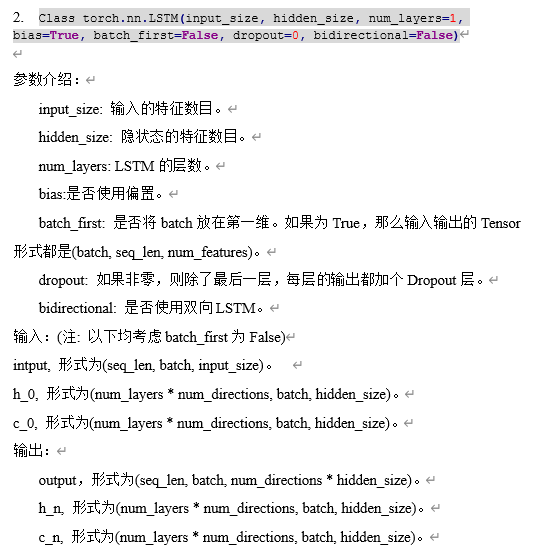 2. Class torch.nn.LSTM(input_size, hidden_size, num_layers=1,
bias=True, batch_first=False, dropout=0, bidirectional=False)
参数介绍：
input_size: 输入的特征数目。
hidden_size: 隐状态的特征数目。
num_layers: LSTM 的层数。
bias:是否使用偏置。
batch_first: 是否将 batch 放在第一维。如果为 True，那么输入输出的 Tensor
形式都是(batch, seq_len, num_features)。
dropout: 如果非零，则除了最后一层，每层的输出都加个 Dropout 层。
bidirectional: 是否使用双向 LSTM。
输入：(注: 以下均考虑 batch_first 为 False)
intput, 形式为(seq_len, batch, input_size)。
h_0, 形式为(num_layers * num_directions, batch, hidden_size)。
c_0, 形式为(num_layers * num_directions, batch, hidden_size)。
输出：
output，形式为(seq_len, batch, num_directions * hidden_size)。
h_n, 形式为(num_layers * num_directions, batch, hidden_size)。
c_n, 形式为(num_layers * num_directions, batch, hidden_size)。